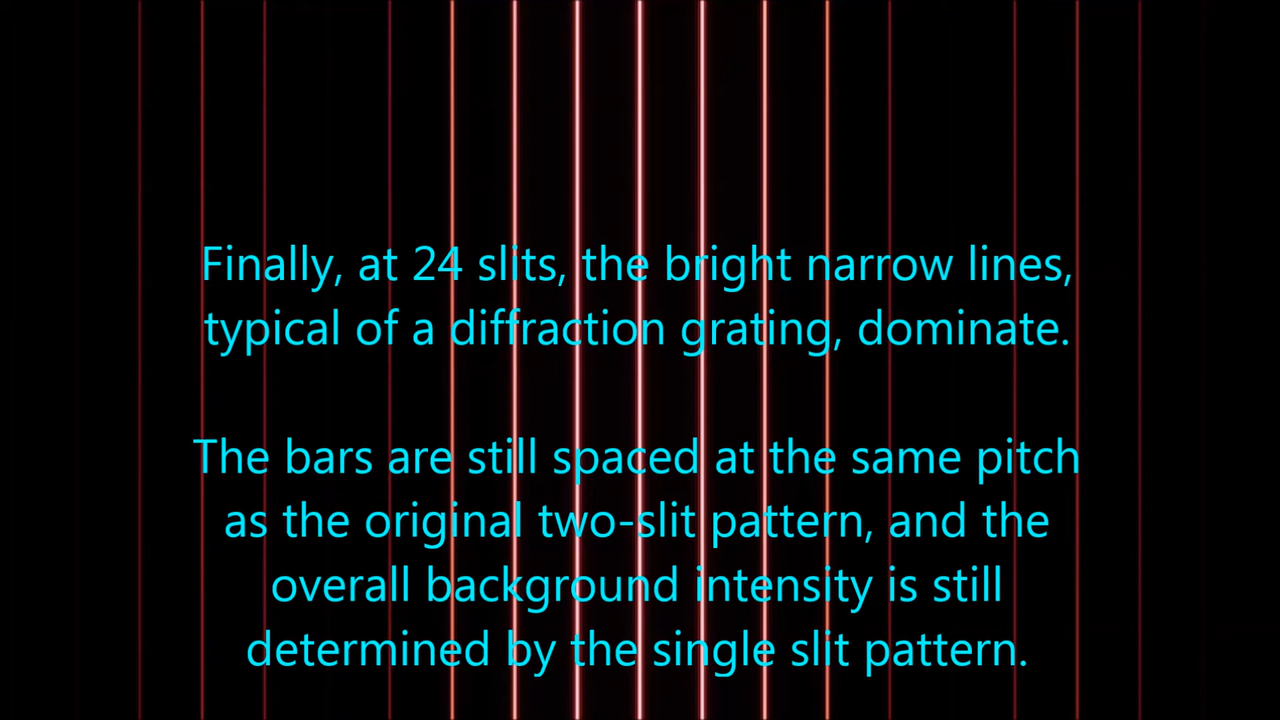 Finally, at 24 slits, the bright narrow lines,
typical of a diffraction grating, dominate.
The bars are still spaced at the same pitch
as the original two-slit pattern, and the
overall background intensity is still
determined by the single slit pattern.